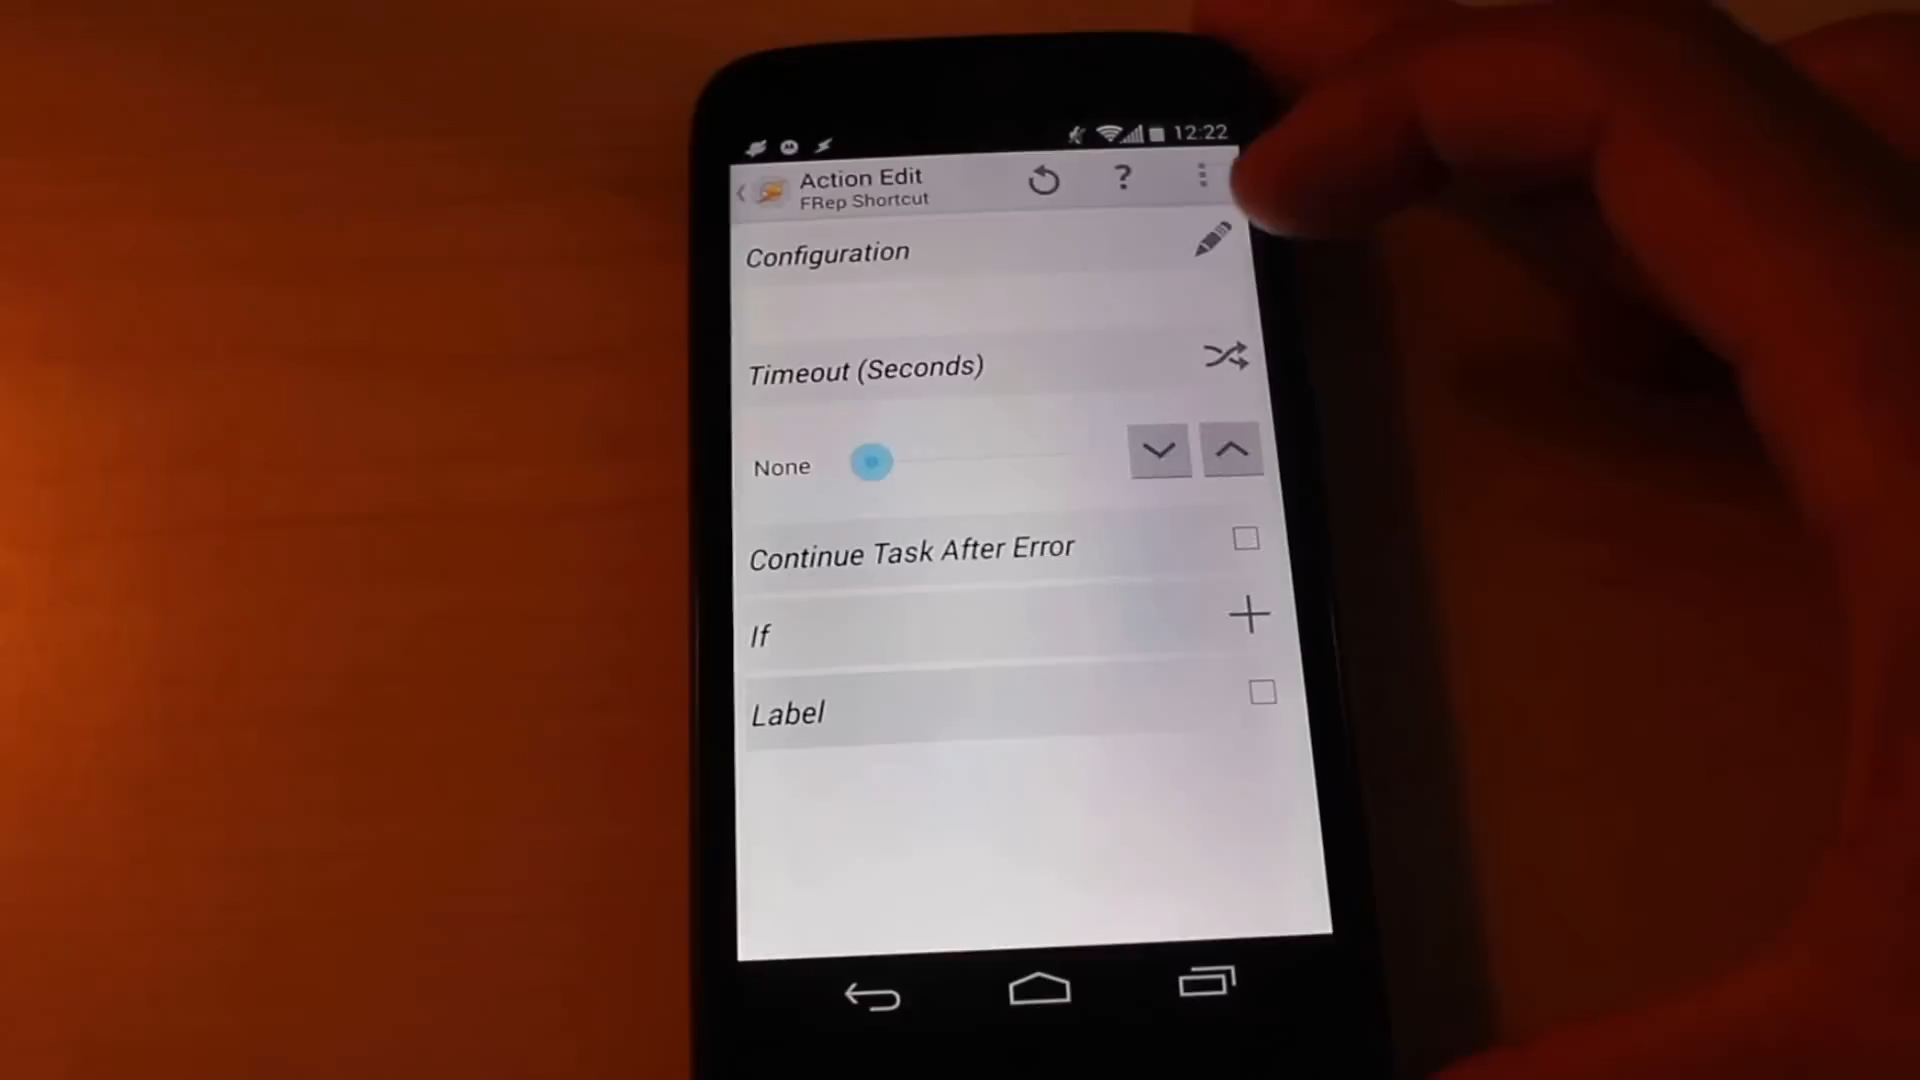 12:22
Action Edit
?
FRep Shortcut
Configuration
Timeout (Seconds)
None
Continue Task After Error
If
Label